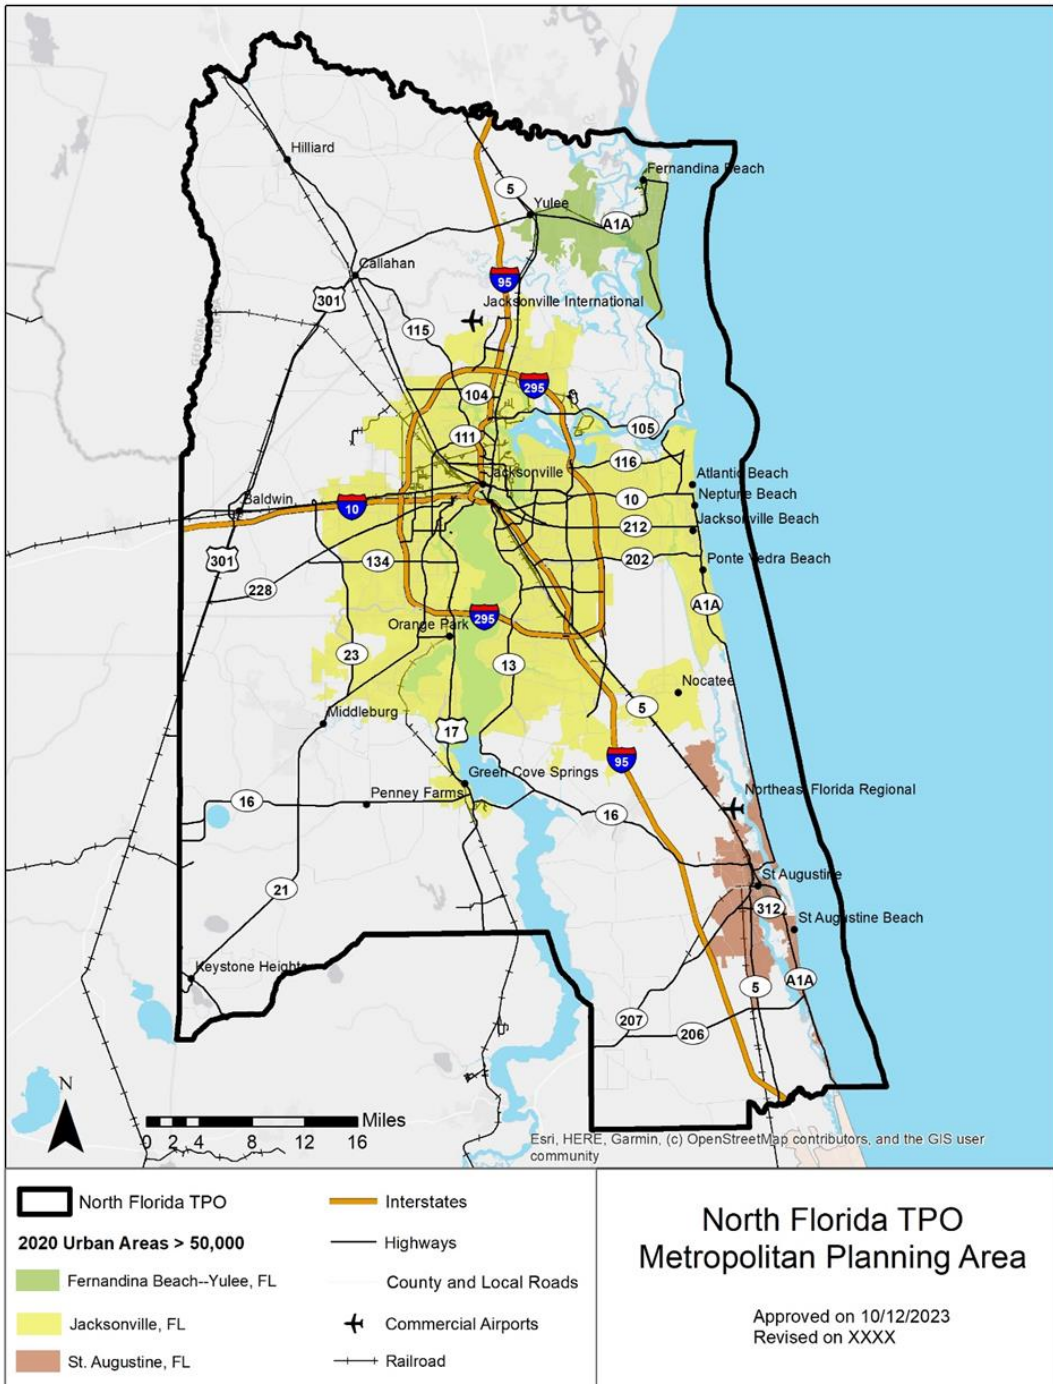 Hilliard
Fernandina Beach
5
Yulee
A1A
Callahan
95
301
Jacksonville International
GEORGIA
FLORIDA
115
295
104
105
111
116
Jacksonville
Atlantic Beach
Baldwin
10
Neptune Beach
10
Jacksonville Beach
212
301
134
202
Ponte Vedra Beach
228
A1A
295
Orange Park
23
13
Nocatee
5
Middleburg
17
95
Green Cove Springs
Northeast Florida Regional
16
Penney Farms
16
21
St Augustine
312
St Augustine Beach
Keystone Heights
5
A1A
207
206
N
Miles
0 2 4 8 12 16
Esri, HERE, Garmin, (c) OpenStreetMap contributors, and the GIS user
community
North Florida TPO
2020 Urban Areas > 50,000
Fernandina Beach--Yulee, FL
Jacksonville, FL
St. Augustine, FL
Interstates
Highways
County and Local Roads
Commercial Airports
Railroad
North Florida TPO
Metropolitan Planning Area
Approved on 10/12/2023
Revised on XXXX